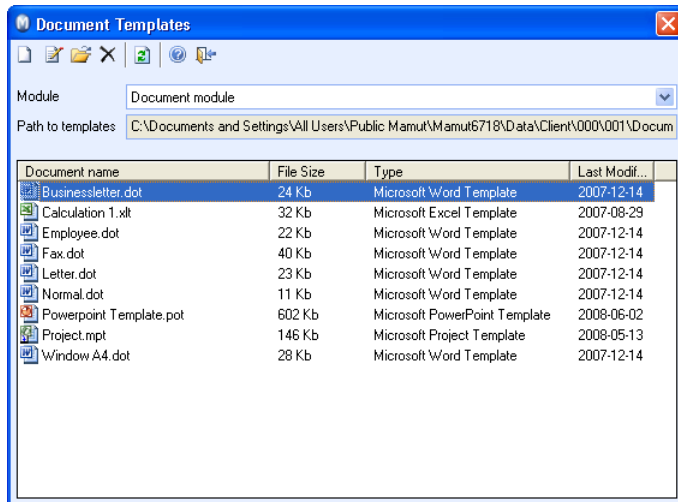 Document Templates
Module Document module
Path to templates C:\Documents and Settings\All Users\Public Mamut\Mamut6718\Data\Client\000\001\Docum
Document name File Size Type Last Modif...
Businessletter.dot 24 Kb Microsoft Word Template 2007-12-14
Calculation 1.xlt 32 Kb Microsoft Excel Template 2007-08-29
Employee.dot 22 Kb Microsoft Word Template 2007-12-14
Fax.dot 40 Kb Microsoft Word Template 2007-12-14
Letter.dot 23 Kb Microsoft Word Template 2007-12-14
Normal.dot 11 Kb Microsoft Word Template 2007-12-14
Powerpoint Template.pot 602 Kb Microsoft PowerPoint Template 2008-06-02
Project.mpt 146 Kb Microsoft Project Template 2008-05-13
Window A4.dot 28 Kb Microsoft Word Template 2007-12-14